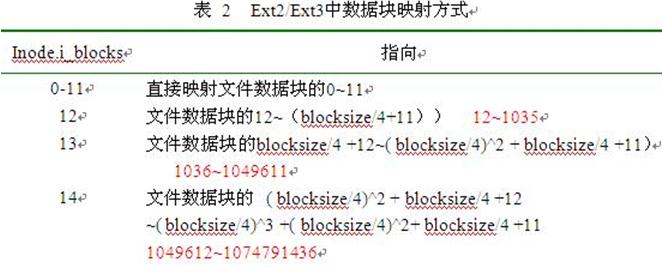 表 2 Ext2/Ext3中数据块映射方式↵
Inode.i_blocks↵ 指向↵
0-11↵ 直接映射文件数据块的0~11↵
12↵ 文件数据块的12~（blocksize/4+11)） 12~1035↵
13↵ 文件数据块的blocksize/4 +12~( blocksize/4)^2 + blocksize/4 +11)↵
1036~1049611↵
14↵ 文件数据块的 ( blocksize/4)^2 + blocksize/4 +12
~(blocksize/4)^3 +( blocksize/4)^2+ blocksize/4 +11
1049612~1074791436↵